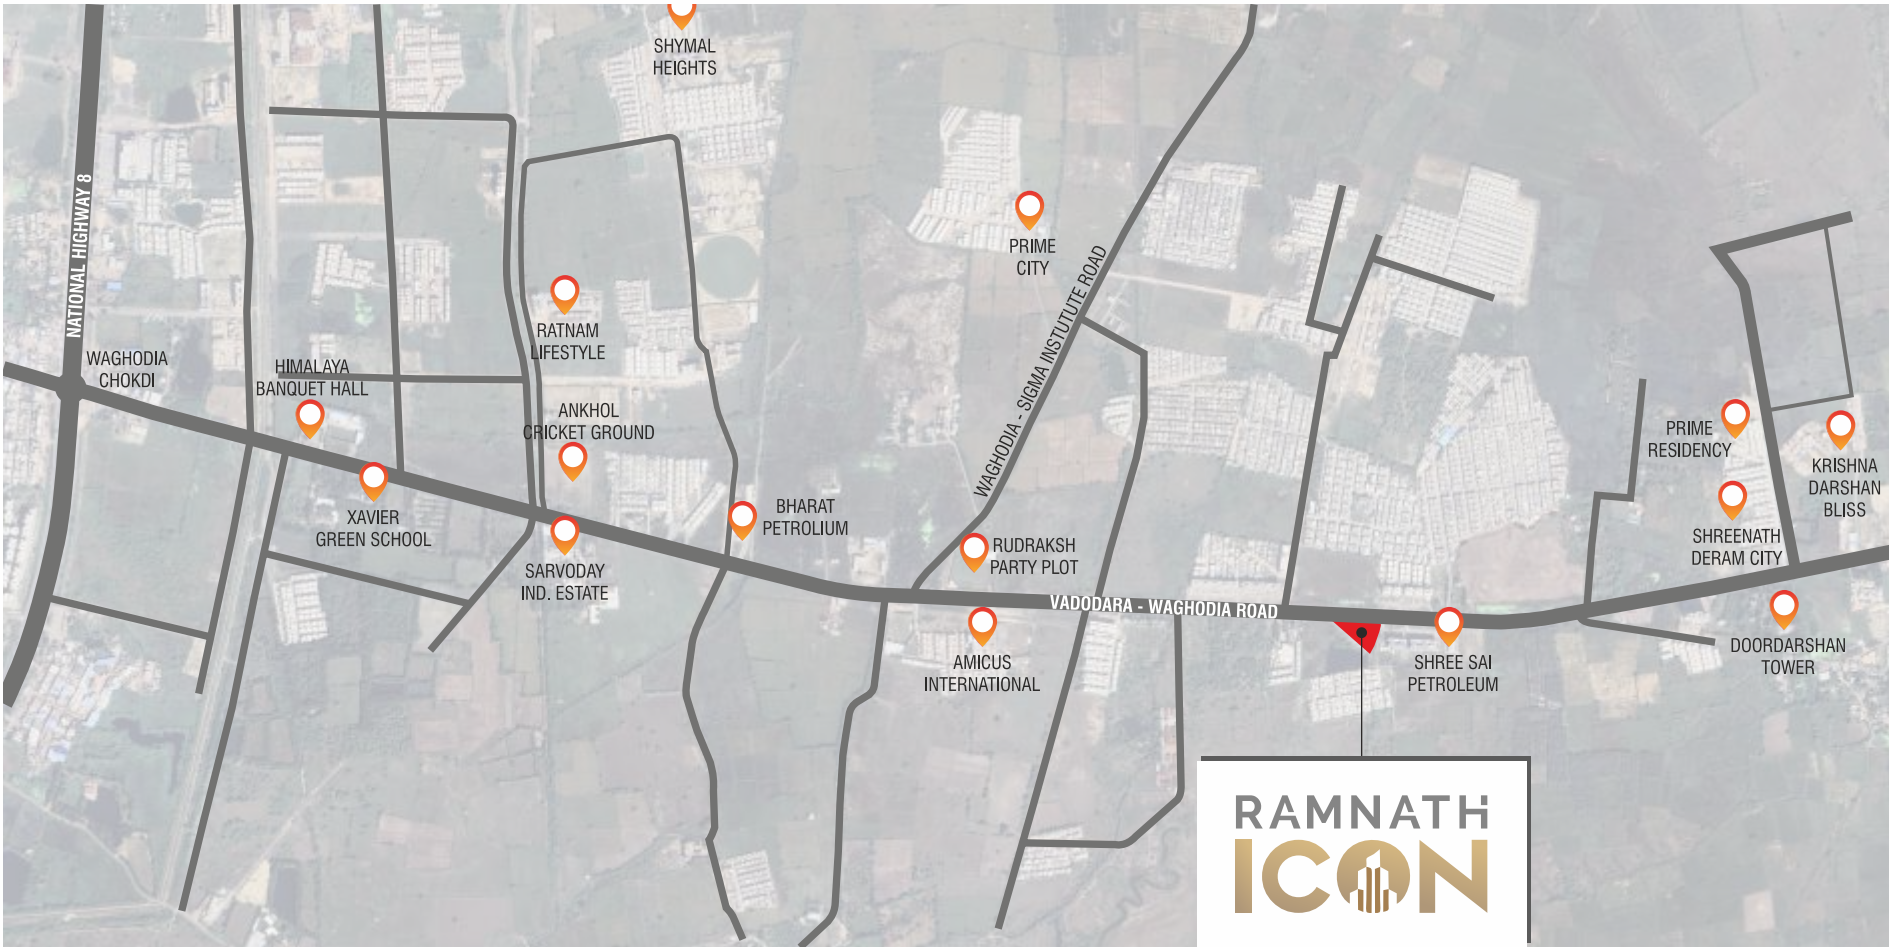 SHYMAL
HEIGHTS
NATIONAL HIGHWAY 8
PRIME
CITY
WAGHODIA - SIGMA INSTUTUTE ROAD
RATNAM
LIFESTYLE
WAGHODIA
CHOKDI
HIMALAYA
BANQUET HALL
ANKHOL
CRICKET GROUND
PRIME
RESIDENCY
KRISHNA
DARSHAN
BLISS
XAVIER
GREEN SCHOOL
BHARAT
PETROLIUM
SHREENATH
DERAM CITY
RUDRAKSH
PARTY PLOT
SARVODAY
IND. ESTATE
VADODARA - WAGHODIA ROAD
AMICUS
INTERNATIONAL
SHREE SAI
PETROLEUM
DOORDARSHAN
TOWER
RAMNATH
ICON